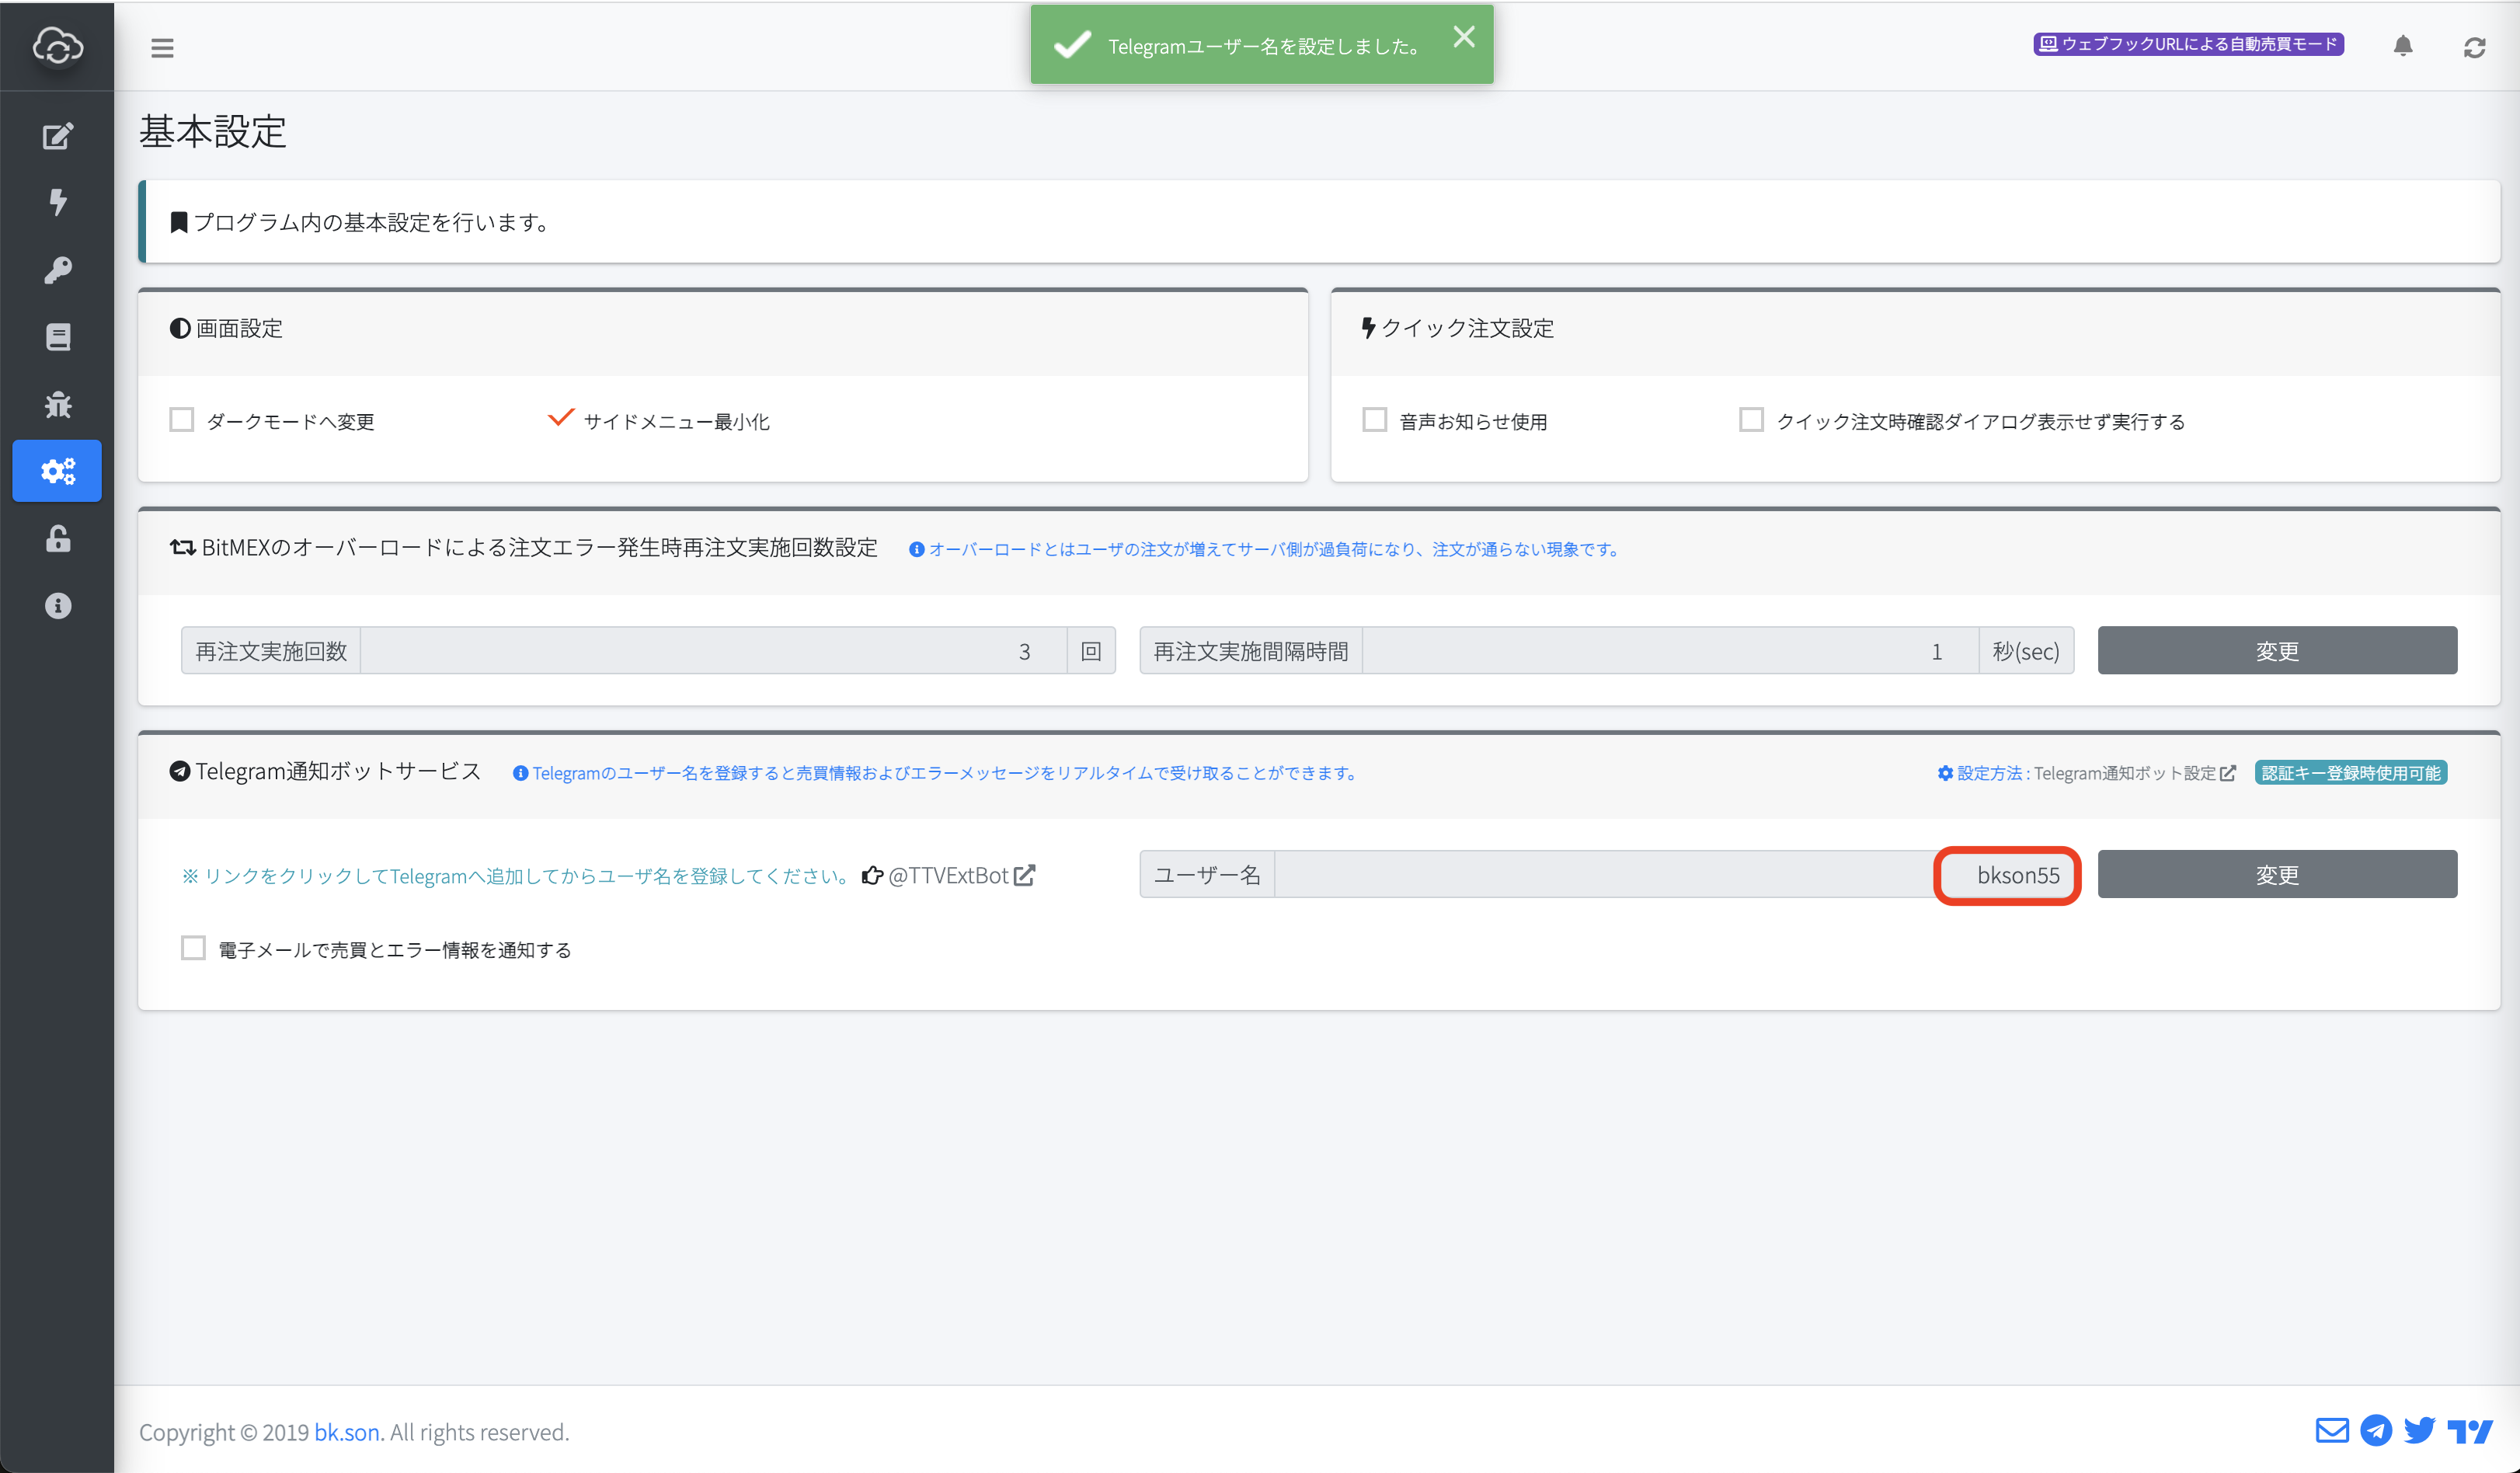 Telegramユーザー名を設定しました。
ウェブフックURLによる自動売買モード
基本設定
プログラム内の基本設定を行います。
画面設定
ダークモードへ変更
サイドメニュー最小化
クイック注文設定
音声お知らせ使用
クイック注文時確認ダイアログ表示せず実行する
BitMEXのオーバーロードによる注文エラー発生時再注文実施回数設定
オーバーロードとはユーザの注文が増えてサーバ側が過負荷になり、注文が通らない現象です。
再注文実施回数 3 回
再注文実施間隔時間 1 秒(sec)
変更
Telegram通知ボットサービス
Telegramのユーザー名を登録すると売買情報およびエラーメッセージをリアルタイムで受け取ることができます。
設定方法 : Telegram通知ボット設定
認証キー登録時使用可能
※ リンクをクリックしてTelegramへ追加してからユーザ名を登録してください。 @TTVExtBot
ユーザー名 bkson55
変更
電子メールで売買とエラー情報を通知する
Copyright © 2019 bk.son. All rights reserved.